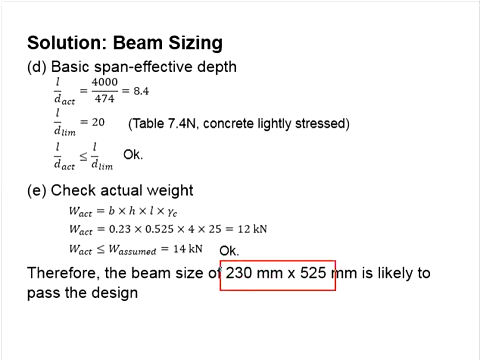 Solution: Beam Sizing
(d) Basic span-effective depth
l/d_act = 4000/474 = 8.4
l/d_lim = 20 (Table 7.4N, concrete lightly stressed)
l/d_act ≤ l/d_lim Ok.
(e) Check actual weight
W_act = b × h × l × γ_c
W_act = 0.23 × 0.525 × 4 × 25 = 12 kN
W_act ≤ W_assumed = 14 kN Ok.
Therefore, the beam size of 230 mm x 525 mm is likely to
pass the design